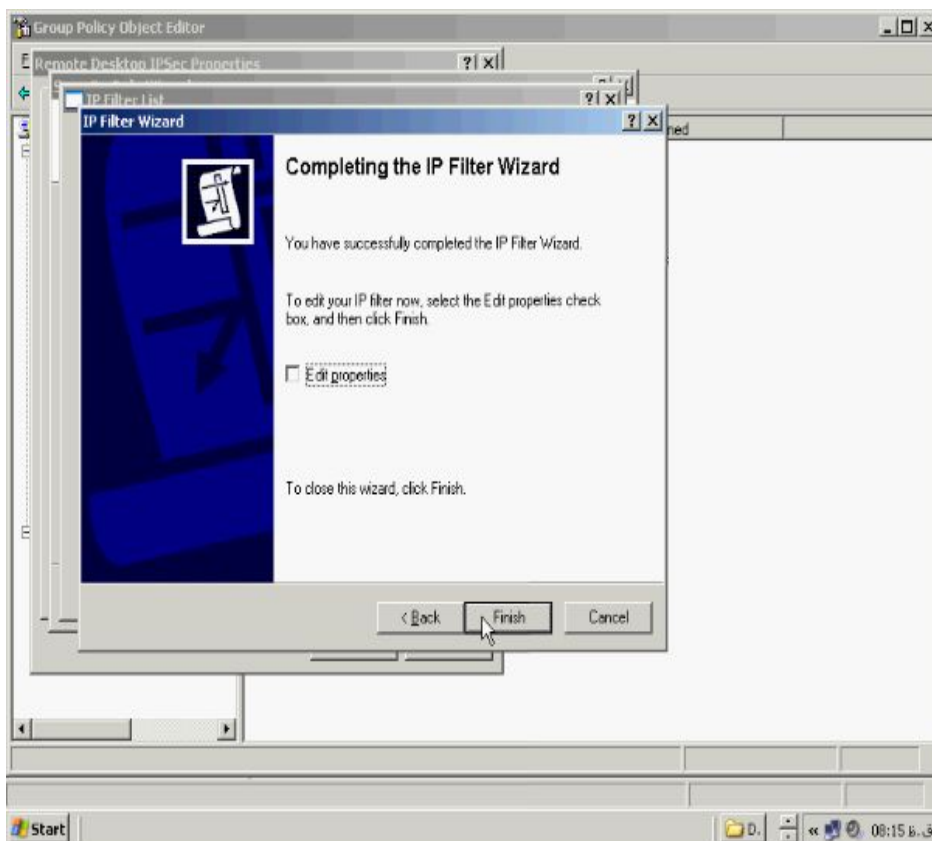 Group Policy Object Editor
Remote Desktop IPSec Properties
IP Filter List
IP Filter Wizard
ned
Completing the IP Filter Wizard
You have successfully completed the IP Filter Wizard.
To edit your IP filter now, select the Edit properties check
box, and then click Finish.
Edit properties
To close this wizard, click Finish.
< Back
Finish
Cancel
Start
D.
«
08:15 ق.ظ